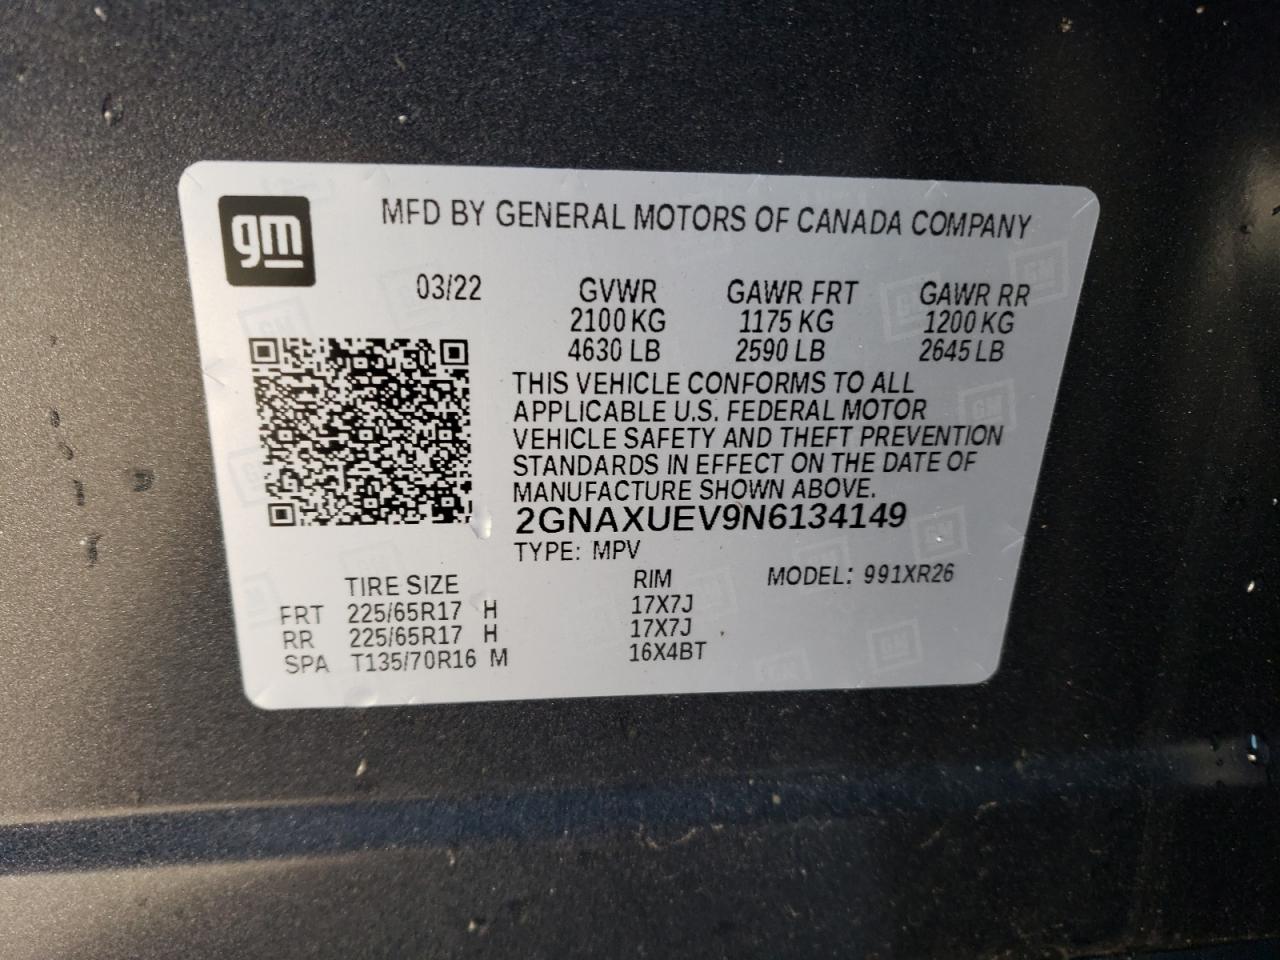 gm
MFD BY GENERAL MOTORS OF CANADA COMPANY
03/22 GVWR GAWR FRT GAWR RR
2100 KG 1175 KG 1200 KG
4630 LB 2590 LB 2645 LB
THIS VEHICLE CONFORMS TO ALL
APPLICABLE U.S. FEDERAL MOTOR
VEHICLE SAFETY AND THEFT PREVENTION
STANDARDS IN EFFECT ON THE DATE OF
MANUFACTURE SHOWN ABOVE.
2GNAXUEV9N6134149
TYPE: MPV
TIRE SIZE RIM MODEL: 991XR26
FRT 225/65R17 H 17X7J
RR 225/65R17 H 17X7J
SPA T135/70R16 M 16X4BT